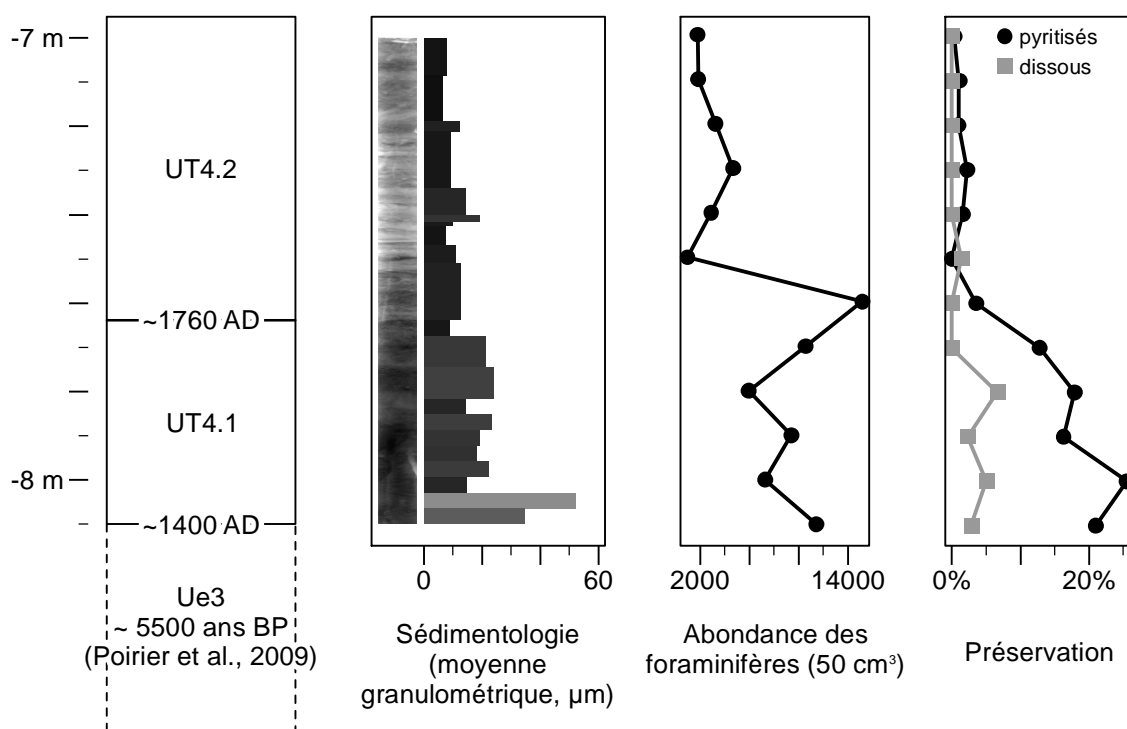 -7 m
UT4.2
~1760 AD
UT4.1
-8 m
~1400 AD
Ue3
~ 5500 ans BP
(Poirier et al., 2009)
0 60
Sédimentologie
(moyenne
granulométrique, µm)
2000 14000
Abondance des
foraminifères (50 cm³)
pyritisés
dissous
0% 20%
Préservation